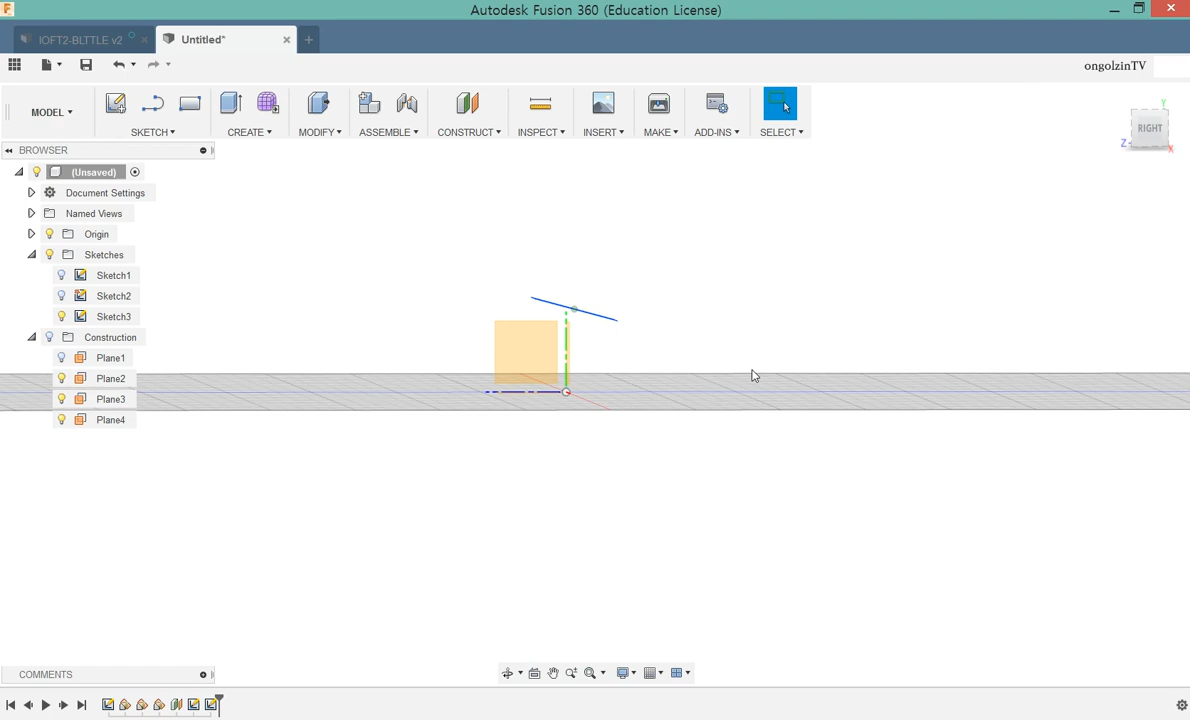 Autodesk Fusion 360 (Education License)
IOFT2-BLTTLE v2
Untitled*
ongolzinTV
MODEL
SKETCH
CREATE
MODIFY
ASSEMBLE
CONSTRUCT
INSPECT
INSERT
MAKE
ADD-INS
SELECT
Y
RIGHT
Z
X
BROWSER
(Unsaved)
Document Settings
Named Views
Origin
Sketches
Sketch1
Sketch2
Sketch3
Construction
Plane1
Plane2
Plane3
Plane4
COMMENTS